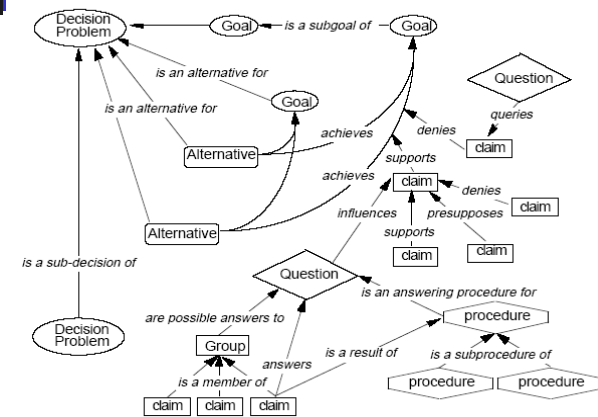 Decision
Problem
Goal
is a subgoal of
Goal
is an alternative for
Question
is an alternative for
Goal
queries
achieves
denies
claim
Alternative
supports
achieves
claim
denies
claim
influences
presupposes
Alternative
supports
claim
claim
is a sub-decision of
Question
is an answering procedure for
are possible answers to
procedure
Decision
Problem
Group
answers
is a result of
is a subprocedure of
is a member of
procedure
procedure
claim
claim
claim